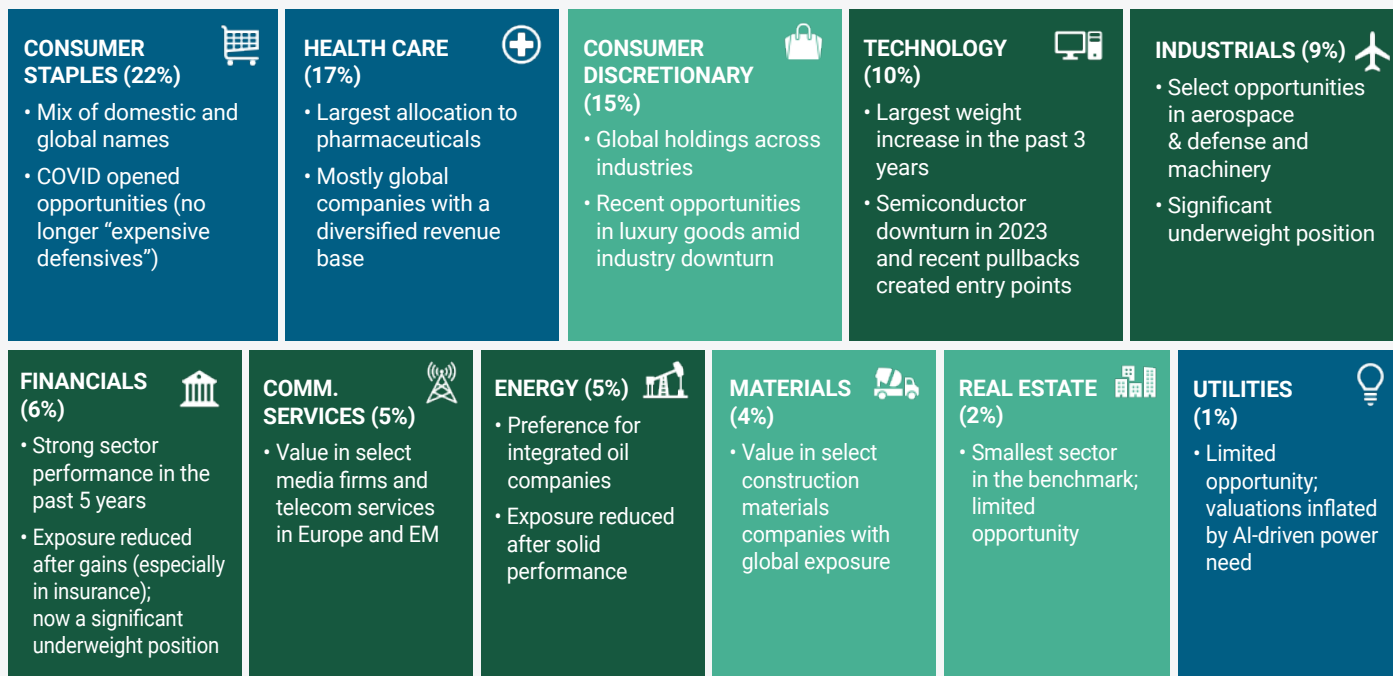 CONSUMER
STAPLES (22%)
• Mix of domestic and
global names
• COVID opened
opportunities (no
longer “expensive
defensives”)
HEALTH CARE
(17%)
• Largest allocation to
pharmaceuticals
• Mostly global
companies with a
diversified revenue
base
CONSUMER
DISCRETIONARY
(15%)
• Global holdings across
industries
• Recent opportunities
in luxury goods amid
industry downturn
TECHNOLOGY
(10%)
• Largest weight
increase in the past 3
years
• Semiconductor
downturn in 2023
and recent pullbacks
created entry points
INDUSTRIALS (9%)
• Select opportunities
in aerospace
& defense and
machinery
• Significant
underweight position
FINANCIALS
(6%)
• Strong sector
performance in the
past 5 years
• Exposure reduced
after gains (especially
in insurance);
now a significant
underweight position
COMM.
SERVICES (5%)
• Value in select
media firms and
telecom services
in Europe and EM
ENERGY (5%)
• Preference for
integrated oil
companies
• Exposure reduced
after solid
performance
MATERIALS
(4%)
• Value in select
construction
materials
companies with
global exposure
REAL ESTATE
(2%)
• Smallest sector
in the benchmark;
limited
opportunity
UTILITIES
(1%)
• Limited
opportunity;
valuations inflated
by AI-driven power
need